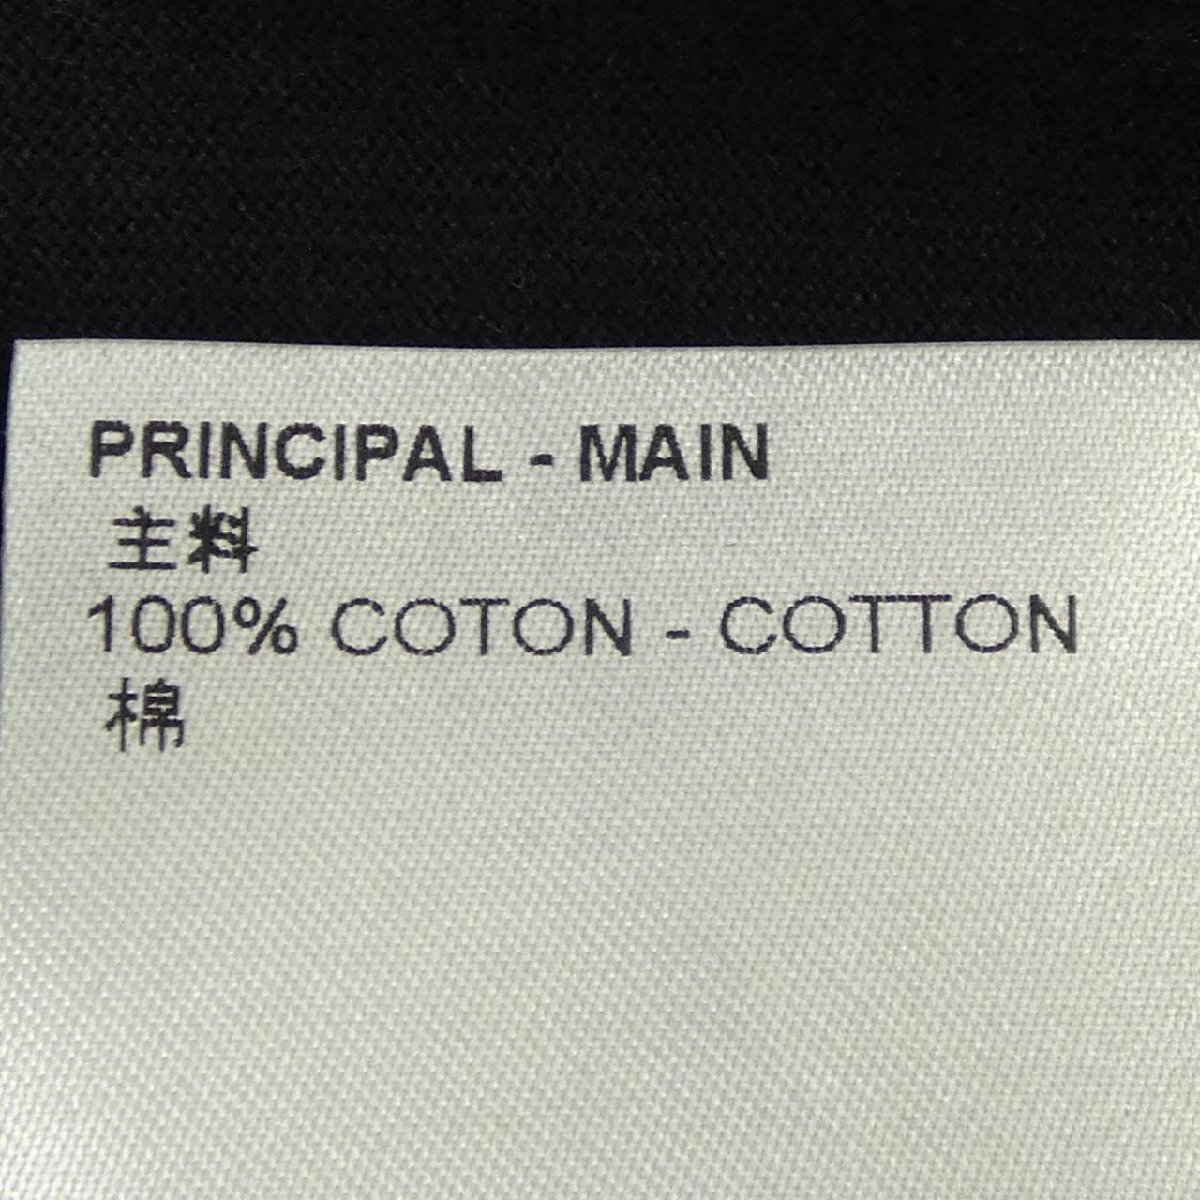 PRINCIPAL - MAIN
主料
100% COTON - COTTON
棉